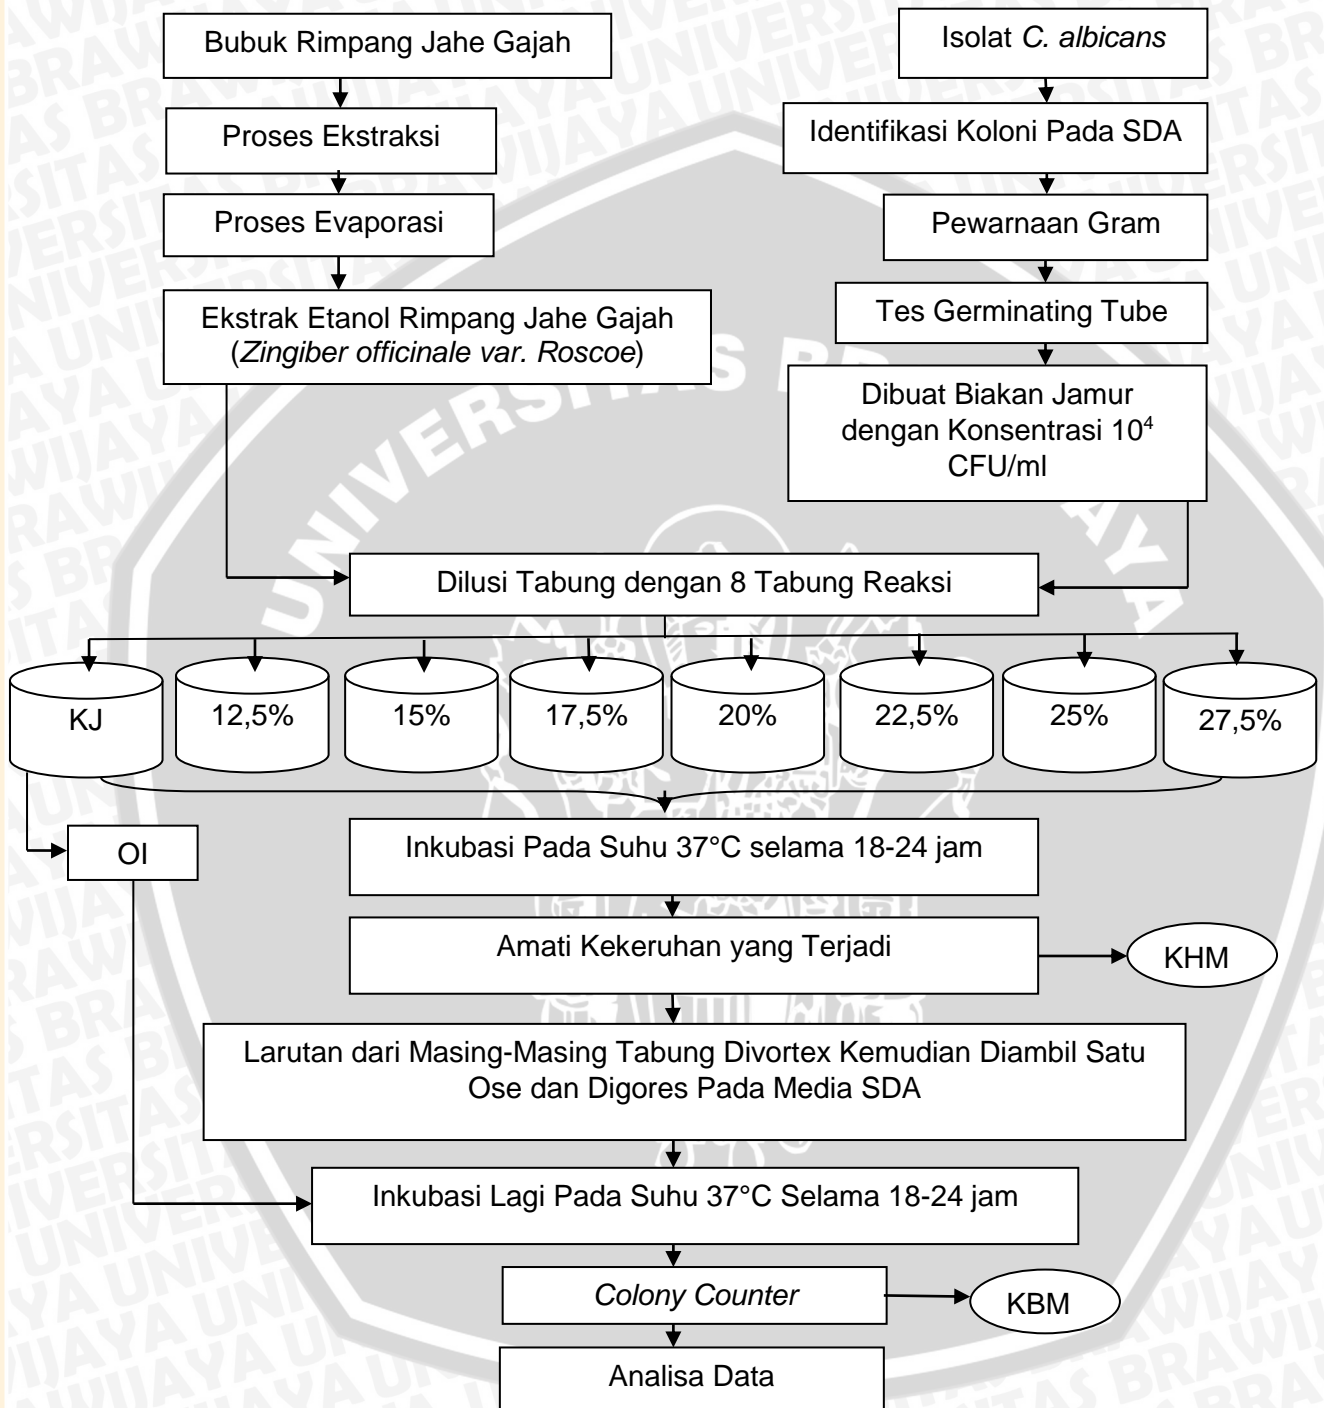 Bubuk Rimpang Jahe Gajah
Proses Ekstraksi
Proses Evaporasi
Ekstrak Etanol Rimpang Jahe Gajah
(Zingiber officinale var. Roscoe)
Isolat C. albicans
Identifikasi Koloni Pada SDA
Pewarnaan Gram
Tes Germinating Tube
Dibuat Biakan Jamur
dengan Konsentrasi 10⁴
CFU/ml
Dilusi Tabung dengan 8 Tabung Reaksi
KJ
12,5%
15%
17,5%
20%
22,5%
25%
27,5%
OI
Inkubasi Pada Suhu 37°C selama 18-24 jam
Amati Kekeruhan yang Terjadi
KHM
Larutan dari Masing-Masing Tabung Divortex Kemudian Diambil Satu
Ose dan Digores Pada Media SDA
Inkubasi Lagi Pada Suhu 37°C Selama 18-24 jam
Colony Counter
KBM
Analisa Data